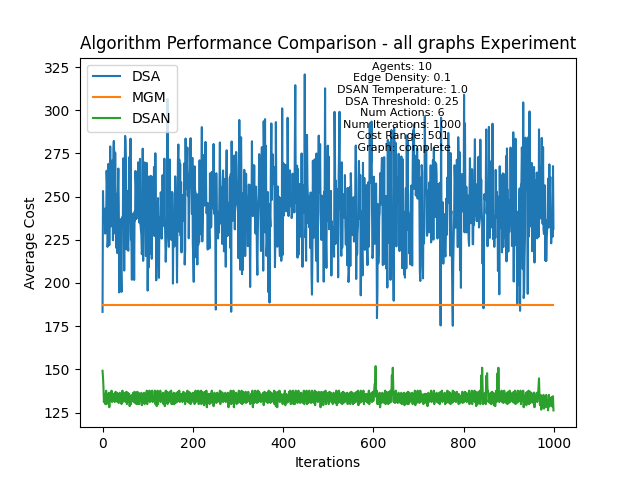 Algorithm Performance Comparison - all graphs Experiment
DSA
MGM
DSAN
Agents: 10
Edge Density: 0.1
DSAN Temperature: 1.0
DSA Threshold: 0.25
Num Actions: 6
Num Iterations: 1000
Cost Range: 501
Graph: complete
Average Cost
325
300
275
250
225
200
175
150
125
0
200
400
600
800
1000
Iterations